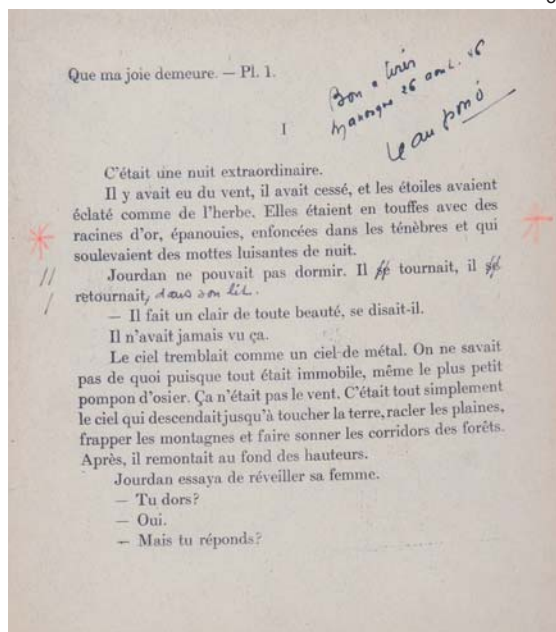 Que ma joie demeure. — Pl. 1.
Bon a tirer
Manosque 26 aout. 46
I
C'était une nuit extraordinaire.
Il y avait eu du vent, il avait cessé, et les étoiles avaient
éclaté comme de l'herbe. Elles étaient en touffes avec des
racines d'or, épanouies, enfoncées dans les ténèbres et qui
soulevaient des mottes luisantes de nuit.
Jourdan ne pouvait pas dormir. Il tournait, il
retournait, dans son lit.
— Il fait un clair de toute beauté, se disait-il.
Il n'avait jamais vu ça.
Le ciel tremblait comme un ciel de métal. On ne savait
pas de quoi puisque tout était immobile, même le plus petit
pompon d'osier. Ça n'était pas le vent. C'était tout simplement
le ciel qui descendait jusqu'à toucher la terre, racler les plaines,
frapper les montagnes et faire sonner les corridors des forêts.
Après, il remontait au fond des hauteurs.
Jourdan essaya de réveiller sa femme.
— Tu dors?
— Oui.
— Mais tu réponds?